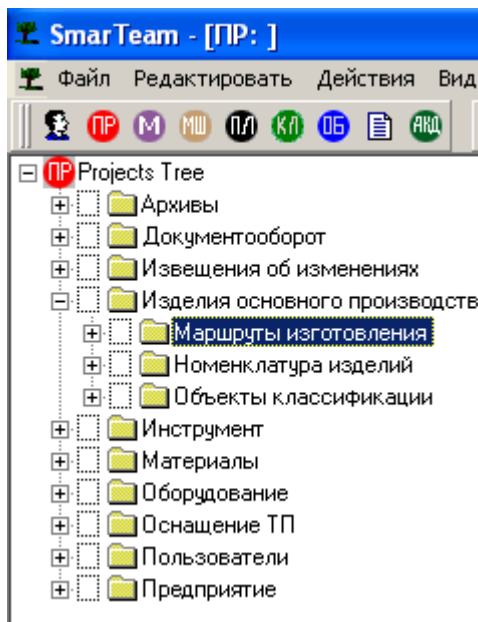 SmarTeam - [ПР: ]
Файл Редактировать Действия Вид
ПР М МШ ПЛ КЛ ОБ АКД
ПР Projects Tree
Архивы
Документооборот
Извещения об изменениях
Изделия основного производств
Маршруты изготовления
Номенклатура изделий
Объекты классификации
Инструмент
Материалы
Оборудование
Оснащение ТП
Пользователи
Предприятие